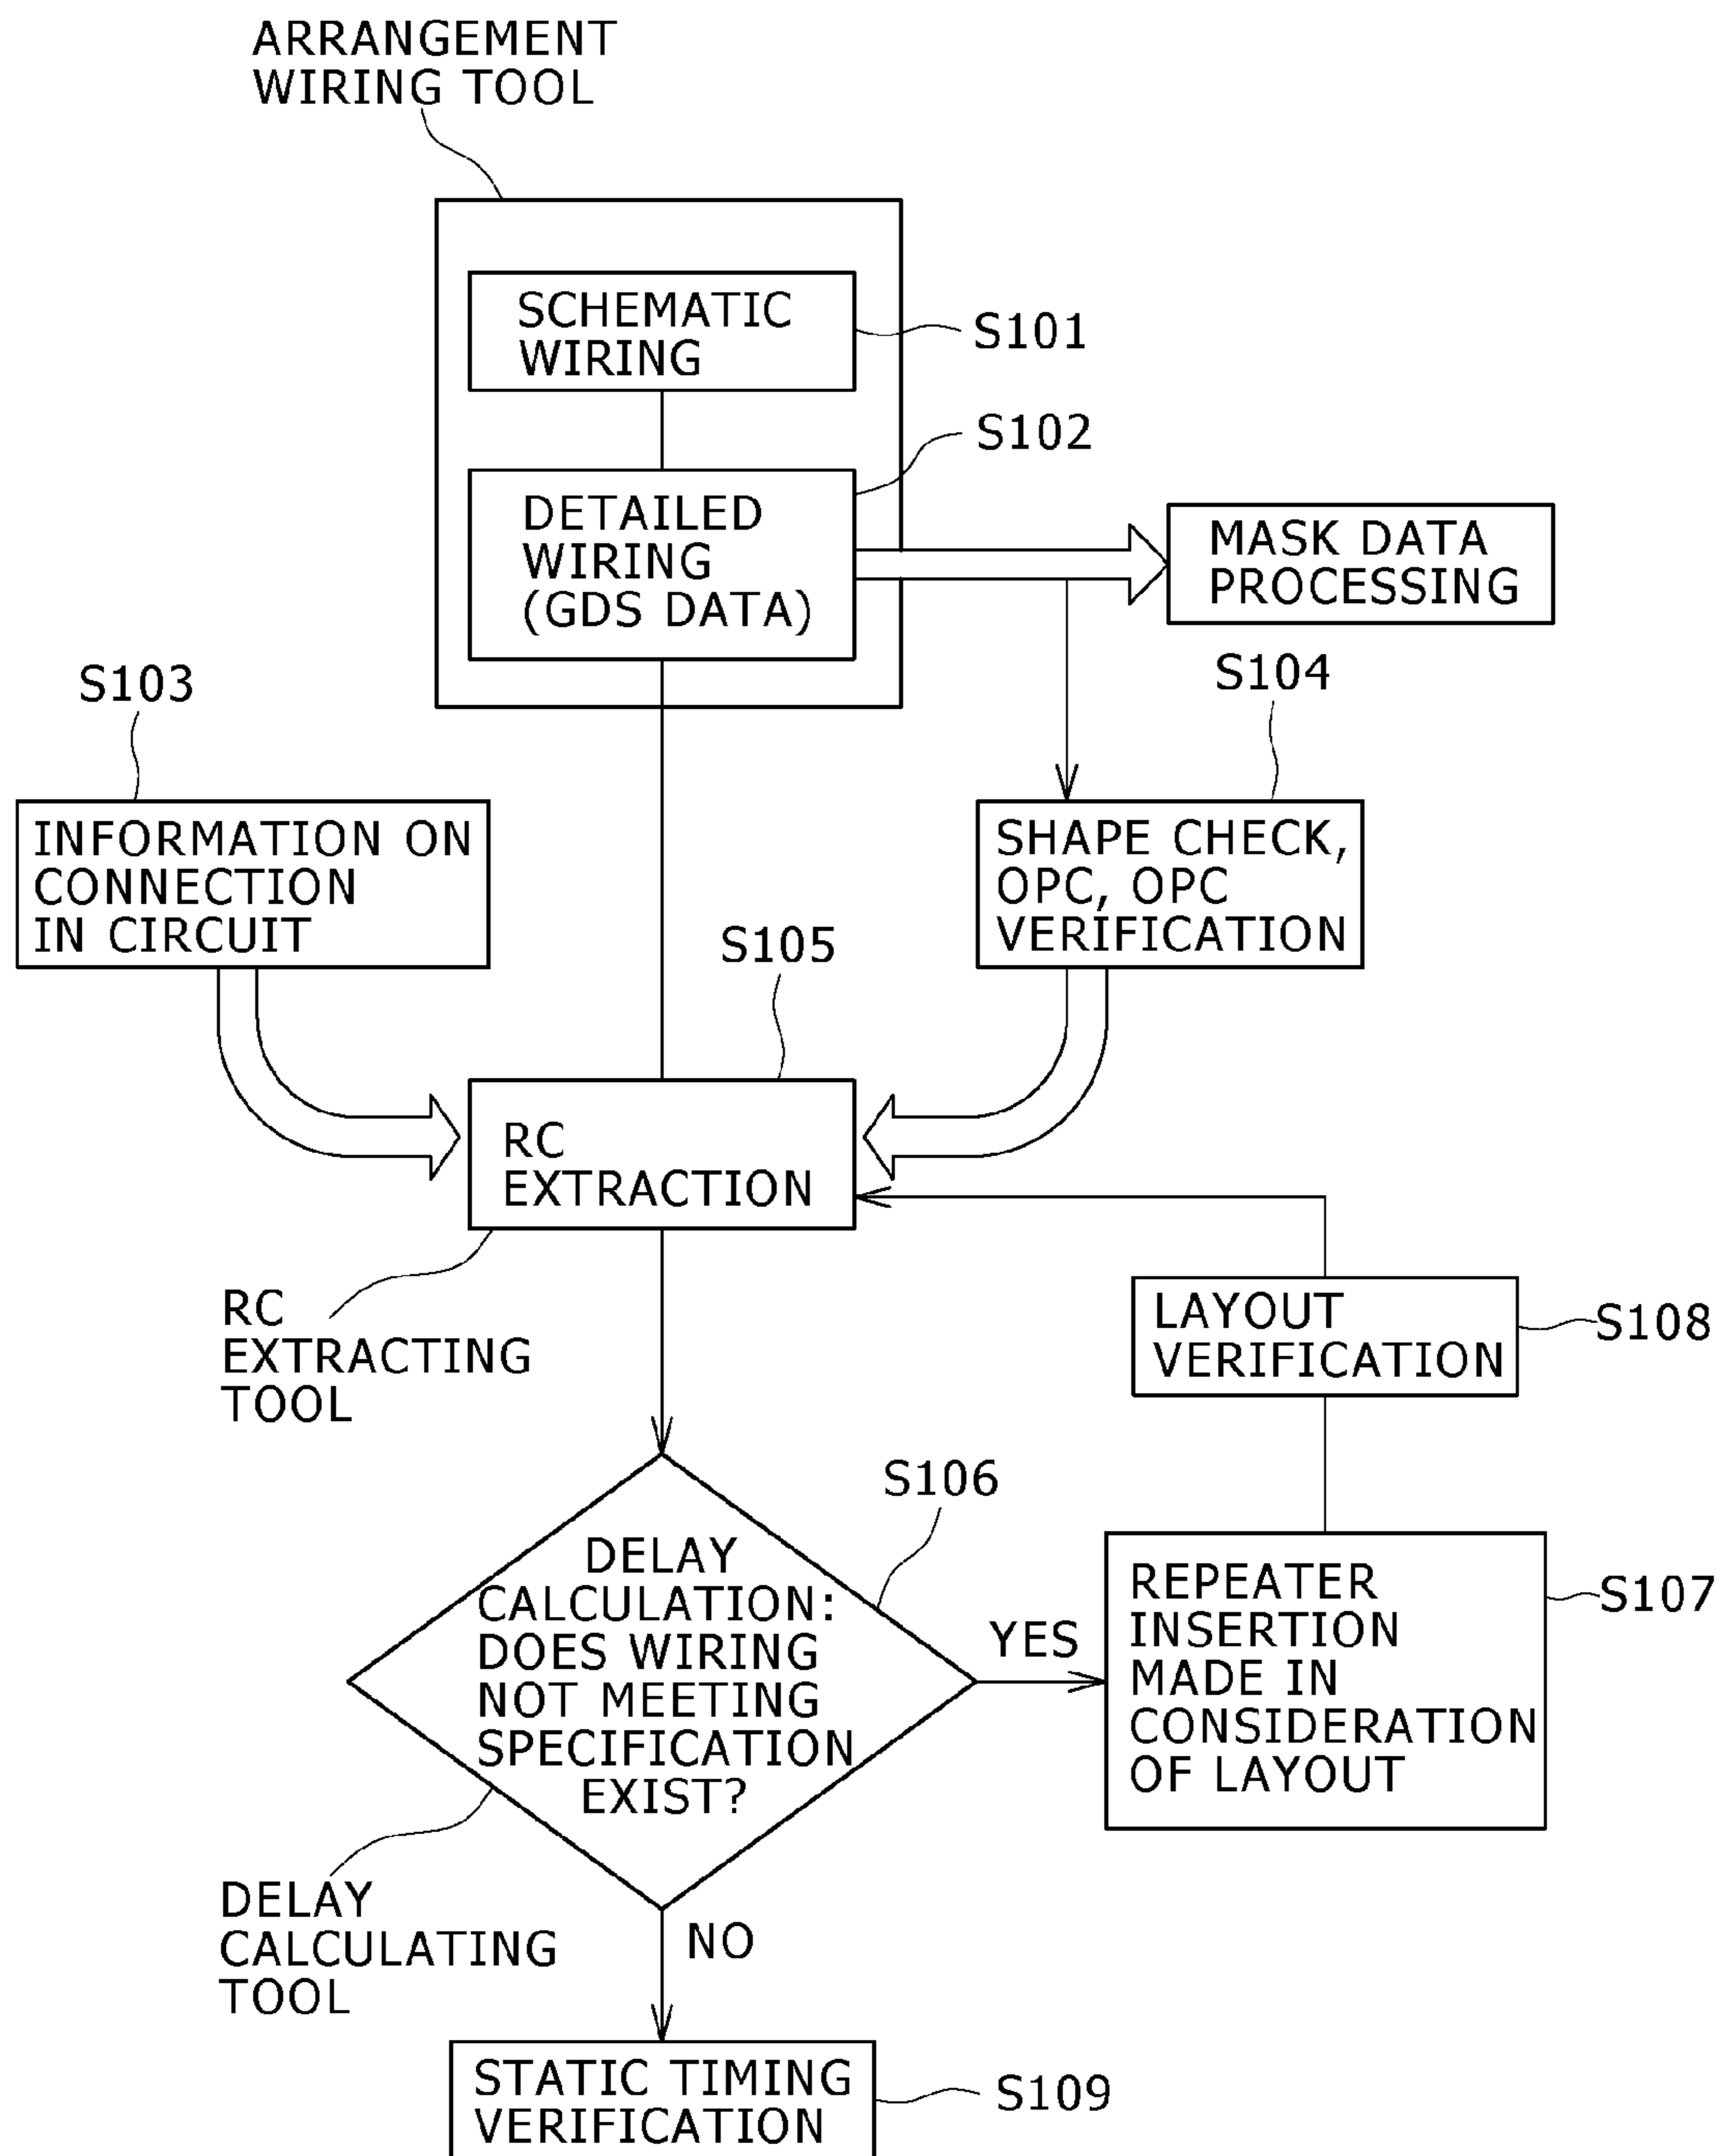 ARRANGEMENT
WIRING TOOL
SCHEMATIC
WIRING
S101
S102
DETAILED
WIRING
(GDS DATA)
MASK DATA
PROCESSING
S103
S104
INFORMATION ON
CONNECTION
IN CIRCUIT
SHAPE CHECK,
OPC, OPC
VERIFICATION
S105
RC
EXTRACTION
RC
EXTRACTING
TOOL
LAYOUT
VERIFICATION
S108
S106
DELAY
CALCULATION:
DOES WIRING
NOT MEETING
SPECIFICATION
EXIST?
YES
REPEATER
INSERTION
MADE IN
CONSIDERATION
OF LAYOUT
S107
DELAY
CALCULATING
TOOL
NO
STATIC TIMING
VERIFICATION
S109